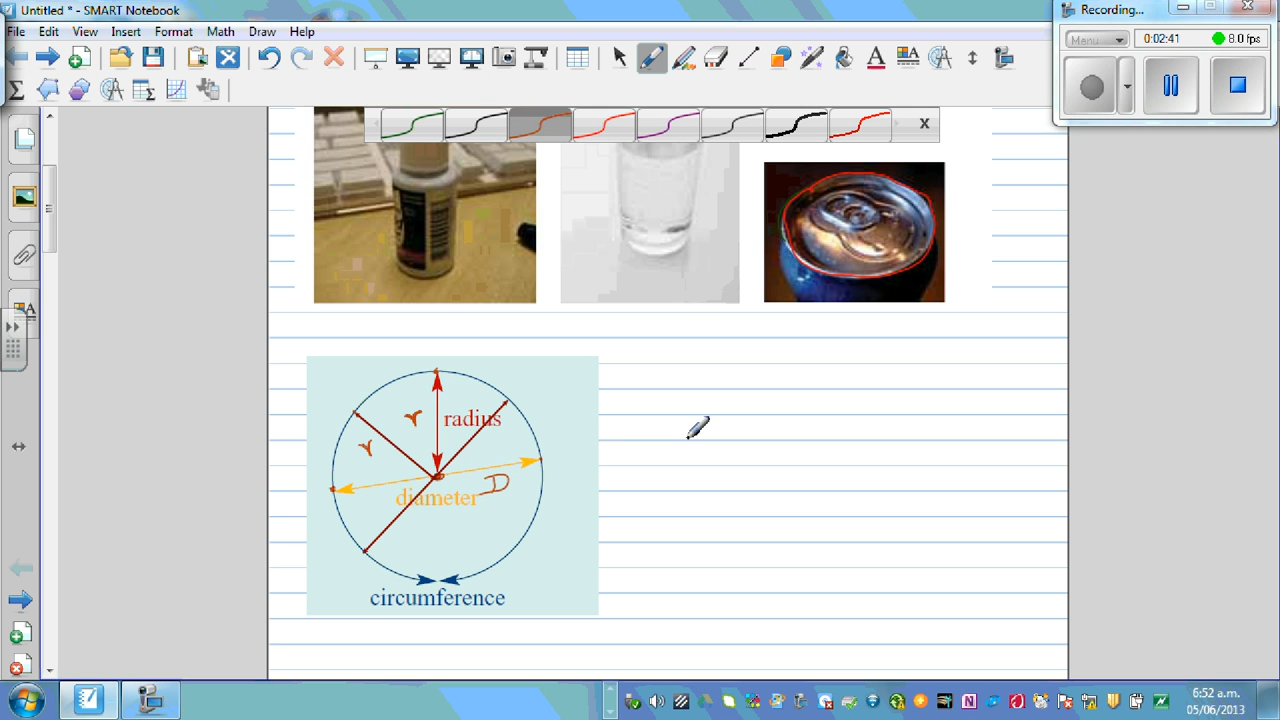 Untitled * - SMART Notebook
Recording...
File Edit View Insert Format Math Draw Help
Menu
0:02:41
8.0 fps
X
r
radius
r
D
diameter
circumference
6:52 a.m.
05/06/2013